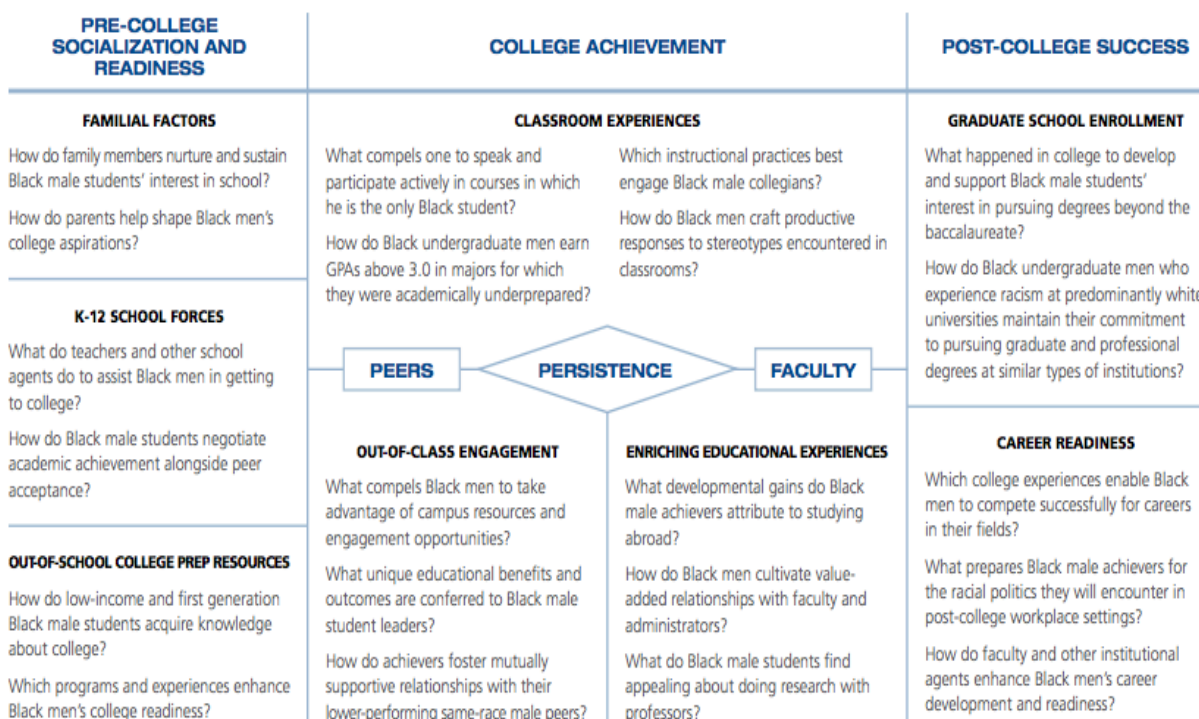 PRE-COLLEGE
SOCIALIZATION AND
READINESS
FAMILIAL FACTORS
How do family members nurture and sustain
Black male students' interest in school?
How do parents help shape Black men's
college aspirations?
K-12 SCHOOL FORCES
What do teachers and other school
agents do to assist Black men in getting
to college?
How do Black male students negotiate
academic achievement alongside peer
acceptance?
OUT-OF-SCHOOL COLLEGE PREP RESOURCES
How do low-income and first generation
Black male students acquire knowledge
about college?
Which programs and experiences enhance
Black men's college readiness?
COLLEGE ACHIEVEMENT
CLASSROOM EXPERIENCES
What compels one to speak and
participate actively in courses in which
he is the only Black student?
How do Black undergraduate men earn
GPAs above 3.0 in majors for which
they were academically underprepared?
Which instructional practices best
engage Black male collegians?
How do Black men craft productive
responses to stereotypes encountered in
classrooms?
PEERS
PERSISTENCE
FACULTY
OUT-OF-CLASS ENGAGEMENT
What compels Black men to take
advantage of campus resources and
engagement opportunities?
What unique educational benefits and
outcomes are conferred to Black male
student leaders?
How do achievers foster mutually
supportive relationships with their
lower-performing same-race male peers?
ENRICHING EDUCATIONAL EXPERIENCES
What developmental gains do Black
male achievers attribute to studying
abroad?
How do Black men cultivate value-
added relationships with faculty and
administrators?
What do Black male students find
appealing about doing research with
professors?
POST-COLLEGE SUCCESS
GRADUATE SCHOOL ENROLLMENT
What happened in college to develop
and support Black male students'
interest in pursuing degrees beyond the
baccalaureate?
How do Black undergraduate men who
experience racism at predominantly white
universities maintain their commitment
to pursuing graduate and professional
degrees at similar types of institutions?
CAREER READINESS
Which college experiences enable Black
men to compete successfully for careers
in their fields?
What prepares Black male achievers for
the racial politics they will encounter in
post-college workplace settings?
How do faculty and other institutional
agents enhance Black men's career
development and readiness?